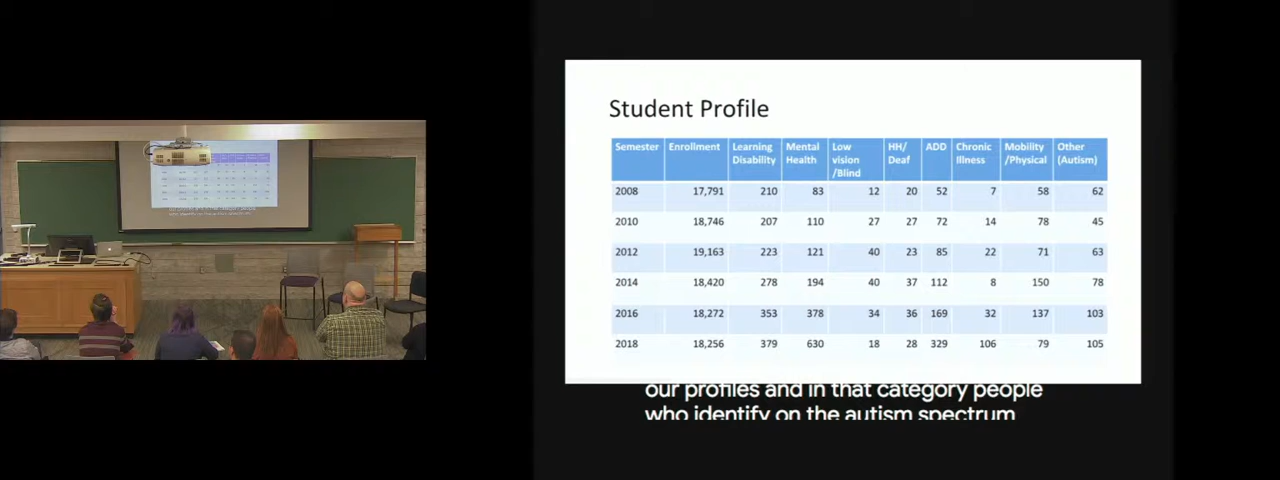 Student Profile
Semester Enrollment Learning Disability Mental Health Low vision /Blind HH/ Deaf ADD Chronic Illness Mobility /Physical Other (Autism)
2008 17,791 210 83 12 20 52 7 58 62
2010 18,746 207 110 27 27 72 14 78 45
2012 19,163 223 121 40 23 85 22 71 63
2014 18,420 278 194 40 37 112 8 150 78
2016 18,272 353 378 34 36 169 32 137 103
2018 18,256 379 630 18 28 329 106 79 105
our profiles and in that category people
who identify on the autism spectrum